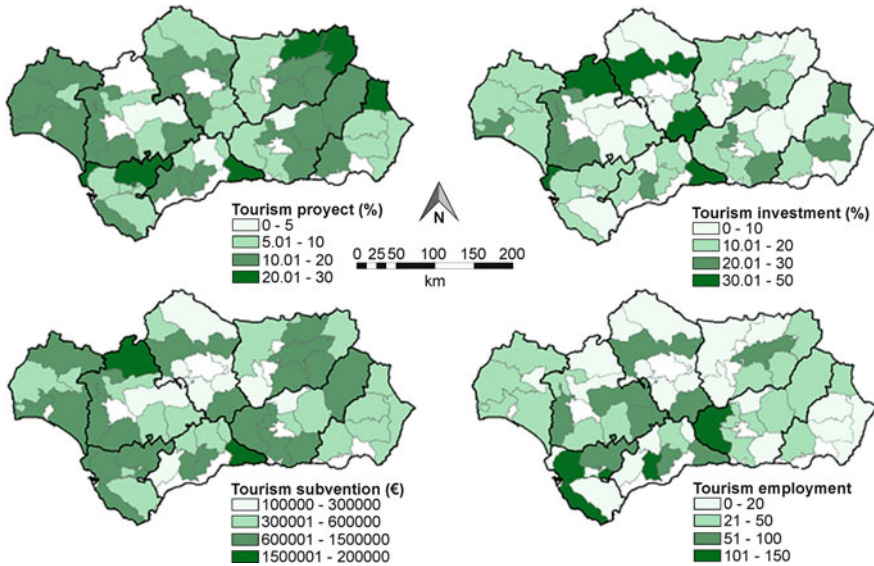 Tourism proyect (%)
0 - 5
5.01 - 10
10.01 - 20
20.01 - 30
N
0 25 50 100 150 200
km
Tourism investment (%)
0 - 10
10.01 - 20
20.01 - 30
30.01 - 50
Tourism subvention (€)
100000 - 300000
300001 - 600000
600001 - 1500000
1500001 - 200000
Tourism employment
0 - 20
21 - 50
51 - 100
101 - 150